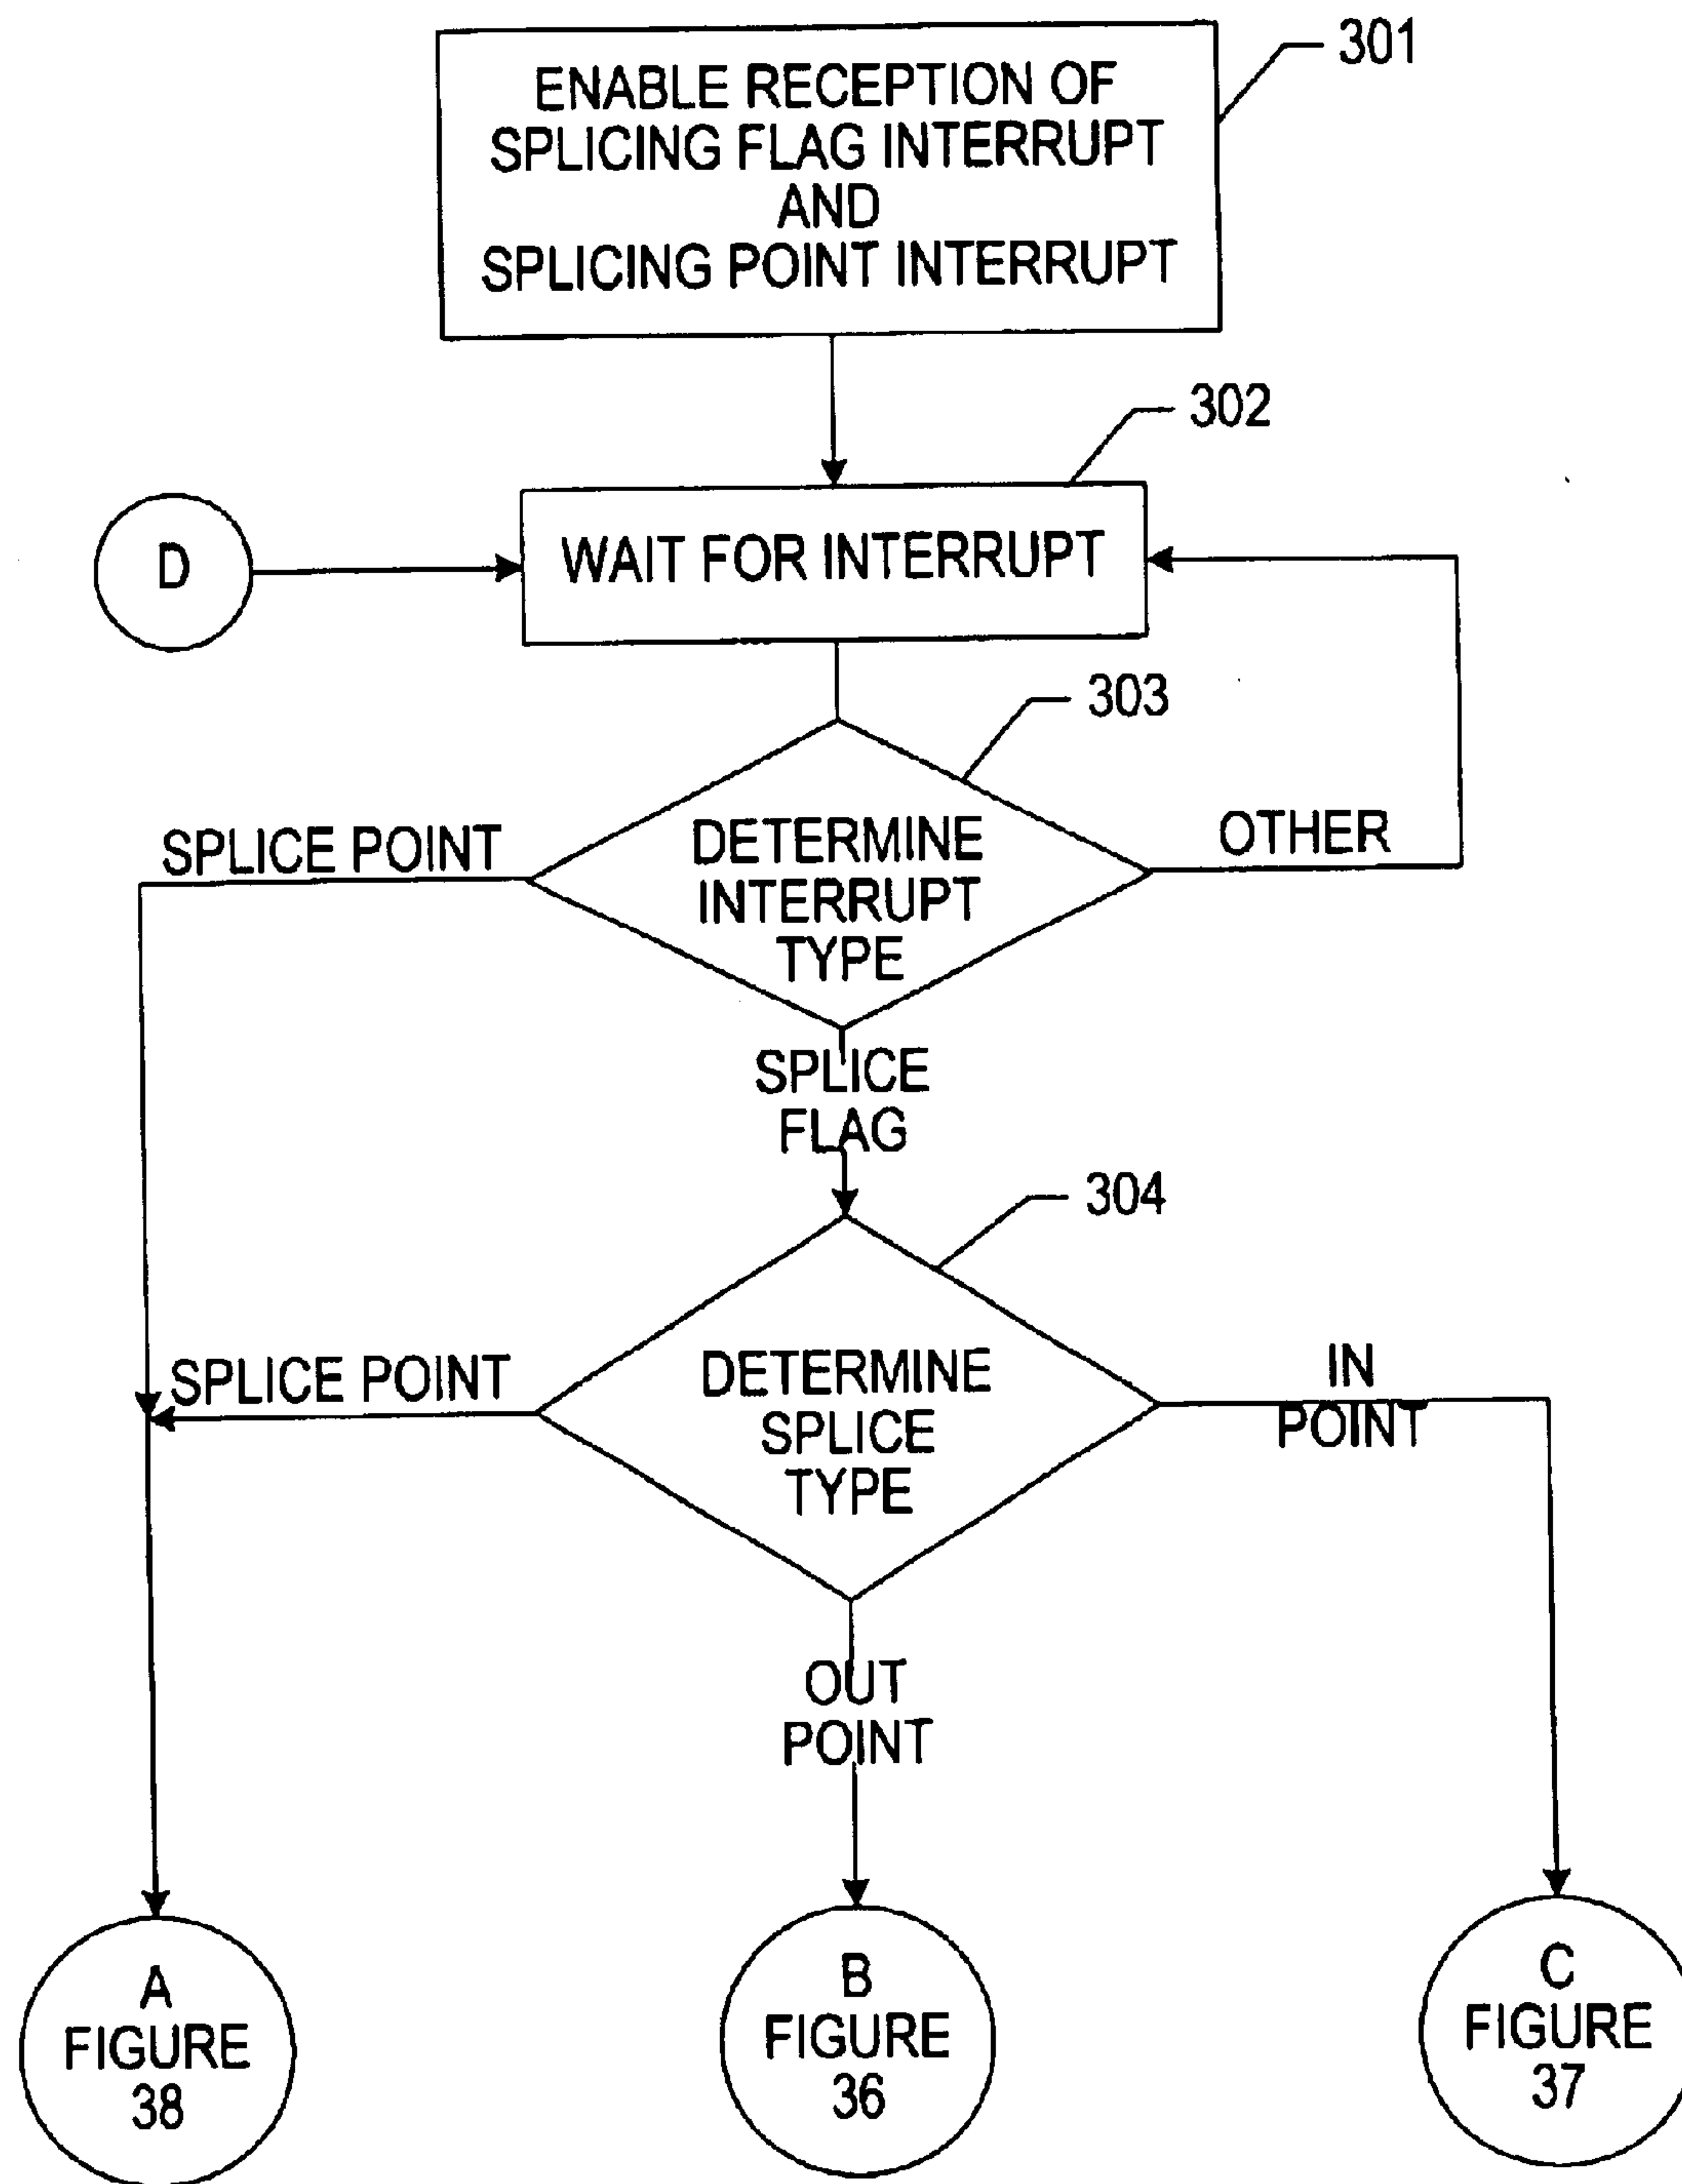 301
ENABLE RECEPTION OF
SPLICING FLAG INTERRUPT
AND
SPLICING POINT INTERRUPT
302
D
WAIT FOR INTERRUPT
303
SPLICE POINT
DETERMINE
INTERRUPT
TYPE
OTHER
SPLICE
FLAG
304
SPLICE POINT
DETERMINE
SPLICE
TYPE
IN
POINT
OUT
POINT
A
FIGURE
38
B
FIGURE
36
C
FIGURE
37